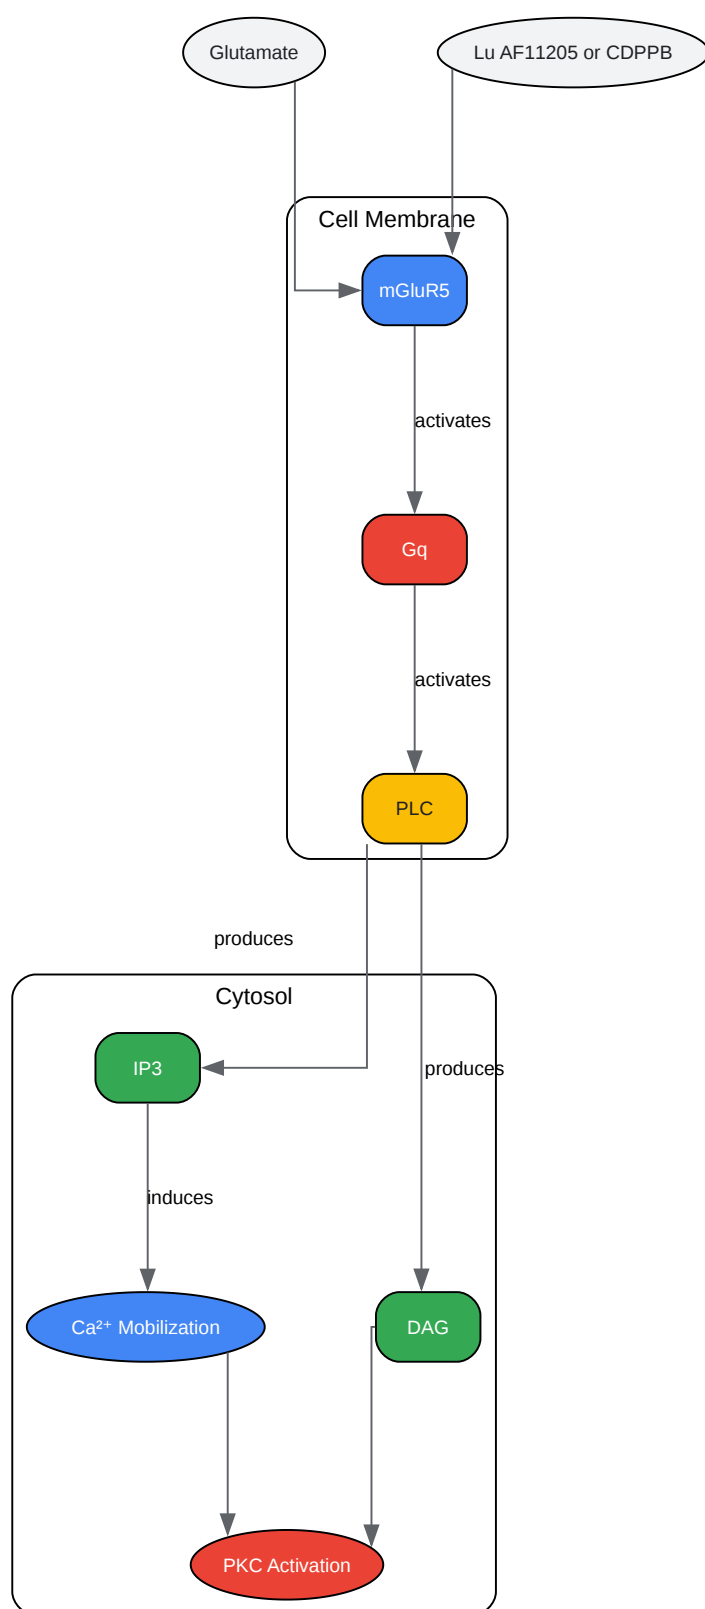 Glutamate
Lu AF11205 or CDPPB
Cell Membrane
mGluR5
activates
Gq
activates
PLC
produces
Cytosol
IP3
produces
induces
Ca²⁺ Mobilization
DAG
PKC Activation